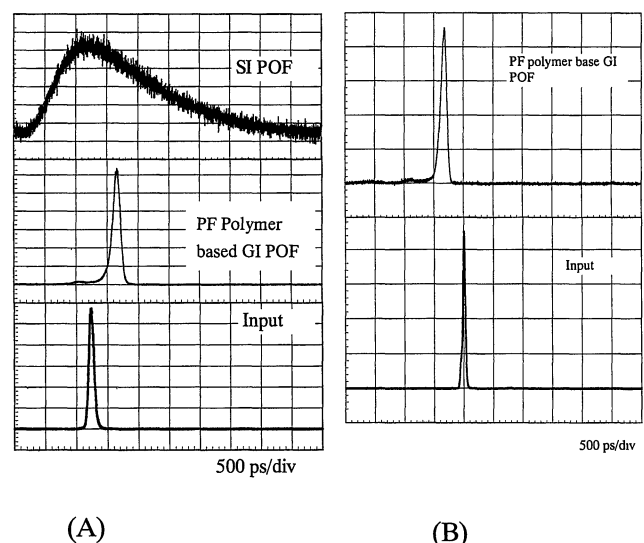 SI POF
PF Polymer
based GI POF
Input
500 ps/div
(A)
PF polymer base GI
POF
Input
500 ps/div
(B)